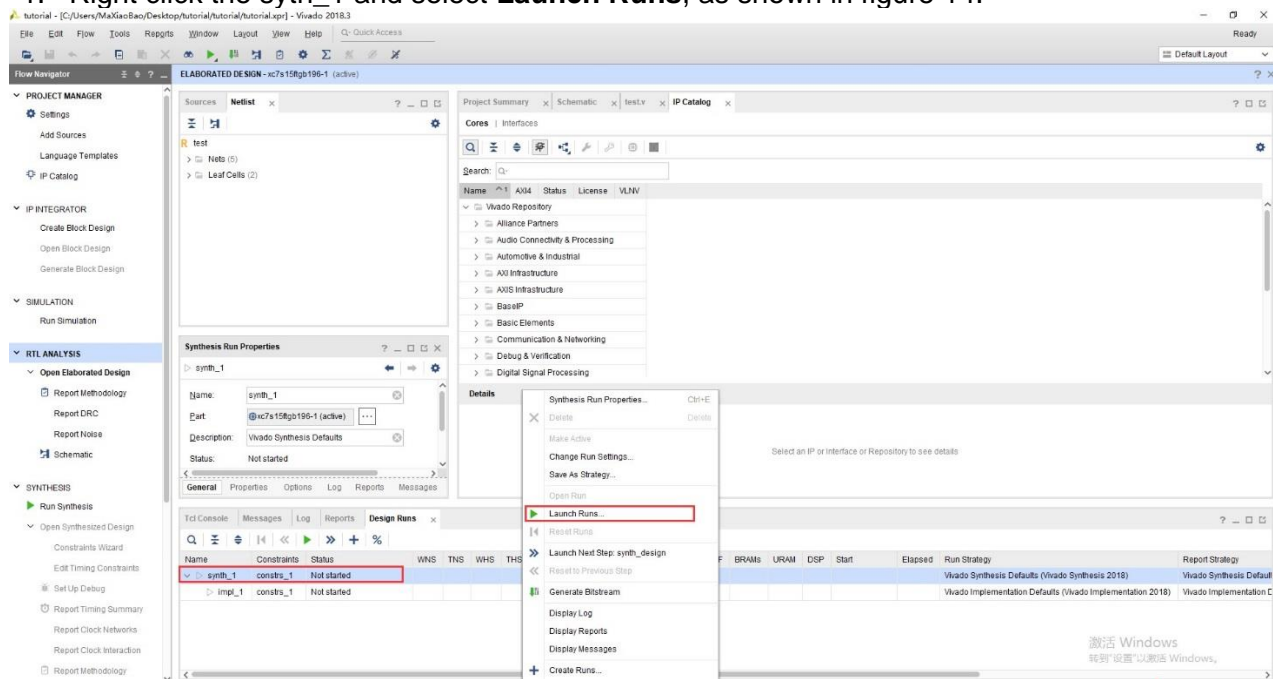 Right click the syth_1 and select Launch Runs, as shown in figure 14.
tutorial - [C:/Users/MaXiaoBao/Desktop/tutorial/tutorial/tutorial.xpr] - Vivado 2018.3
File Edit Flow Tools Reports Window Layout View Help Q- Quick Access
Ready
Default Layout
Flow Navigator
ELABORATED DESIGN - xc7s15ftgb196-1 (active)
PROJECT MANAGER
Settings
Add Sources
Language Templates
IP Catalog
IP INTEGRATOR
Create Block Design
Open Block Design
Generate Block Design
SIMULATION
Run Simulation
RTL ANALYSIS
Open Elaborated Design
Report Methodology
Report DRC
Report Noise
Schematic
SYNTHESIS
Run Synthesis
Open Synthesized Design
Constraints Wizard
Edit Timing Constraints
Set Up Debug
Report Timing Summary
Report Clock Networks
Report Clock Interaction
Report Methodology
Sources Netlist
test
Nets (5)
Leaf Cells (2)
Synthesis Run Properties
synth_1
Name: synth_1
Part: xc7s15ftgb196-1 (active)
Description: Vivado Synthesis Defaults
Status: Not started
General Properties Options Log Reports Messages
Project Summary Schematic test.v IP Catalog
Cores | Interfaces
Search: Q-
Name ^1 AXI4 Status License VLNV
Vivado Repository
Alliance Partners
Audio Connectivity & Processing
Automotive & Industrial
AXI Infrastructure
AXIS Infrastructure
BaseIP
Basic Elements
Communication & Networking
Debug & Verification
Digital Signal Processing
Details
Select an IP or Interface or Repository to see details
Synthesis Run Properties... Ctrl+E
Delete Delete
Make Active
Change Run Settings...
Save As Strategy...
Open Run
Launch Runs...
Reset Runs
Launch Next Step: synth_design
Reset to Previous Step
Generate Bitstream
Display Log
Display Reports
Display Messages
Create Runs...
Tcl Console Messages Log Reports Design Runs
Name Constraints Status WNS TNS WHS THS F BRAMs URAM DSP Start Elapsed Run Strategy Report Strategy
synth_1 constrs_1 Not started Vivado Synthesis Defaults (Vivado Synthesis 2018) Vivado Synthesis Default
impl_1 constrs_1 Not started Vivado Implementation Defaults (Vivado Implementation 2018) Vivado Implementation D
激活 Windows
转到"设置"以激活 Windows。